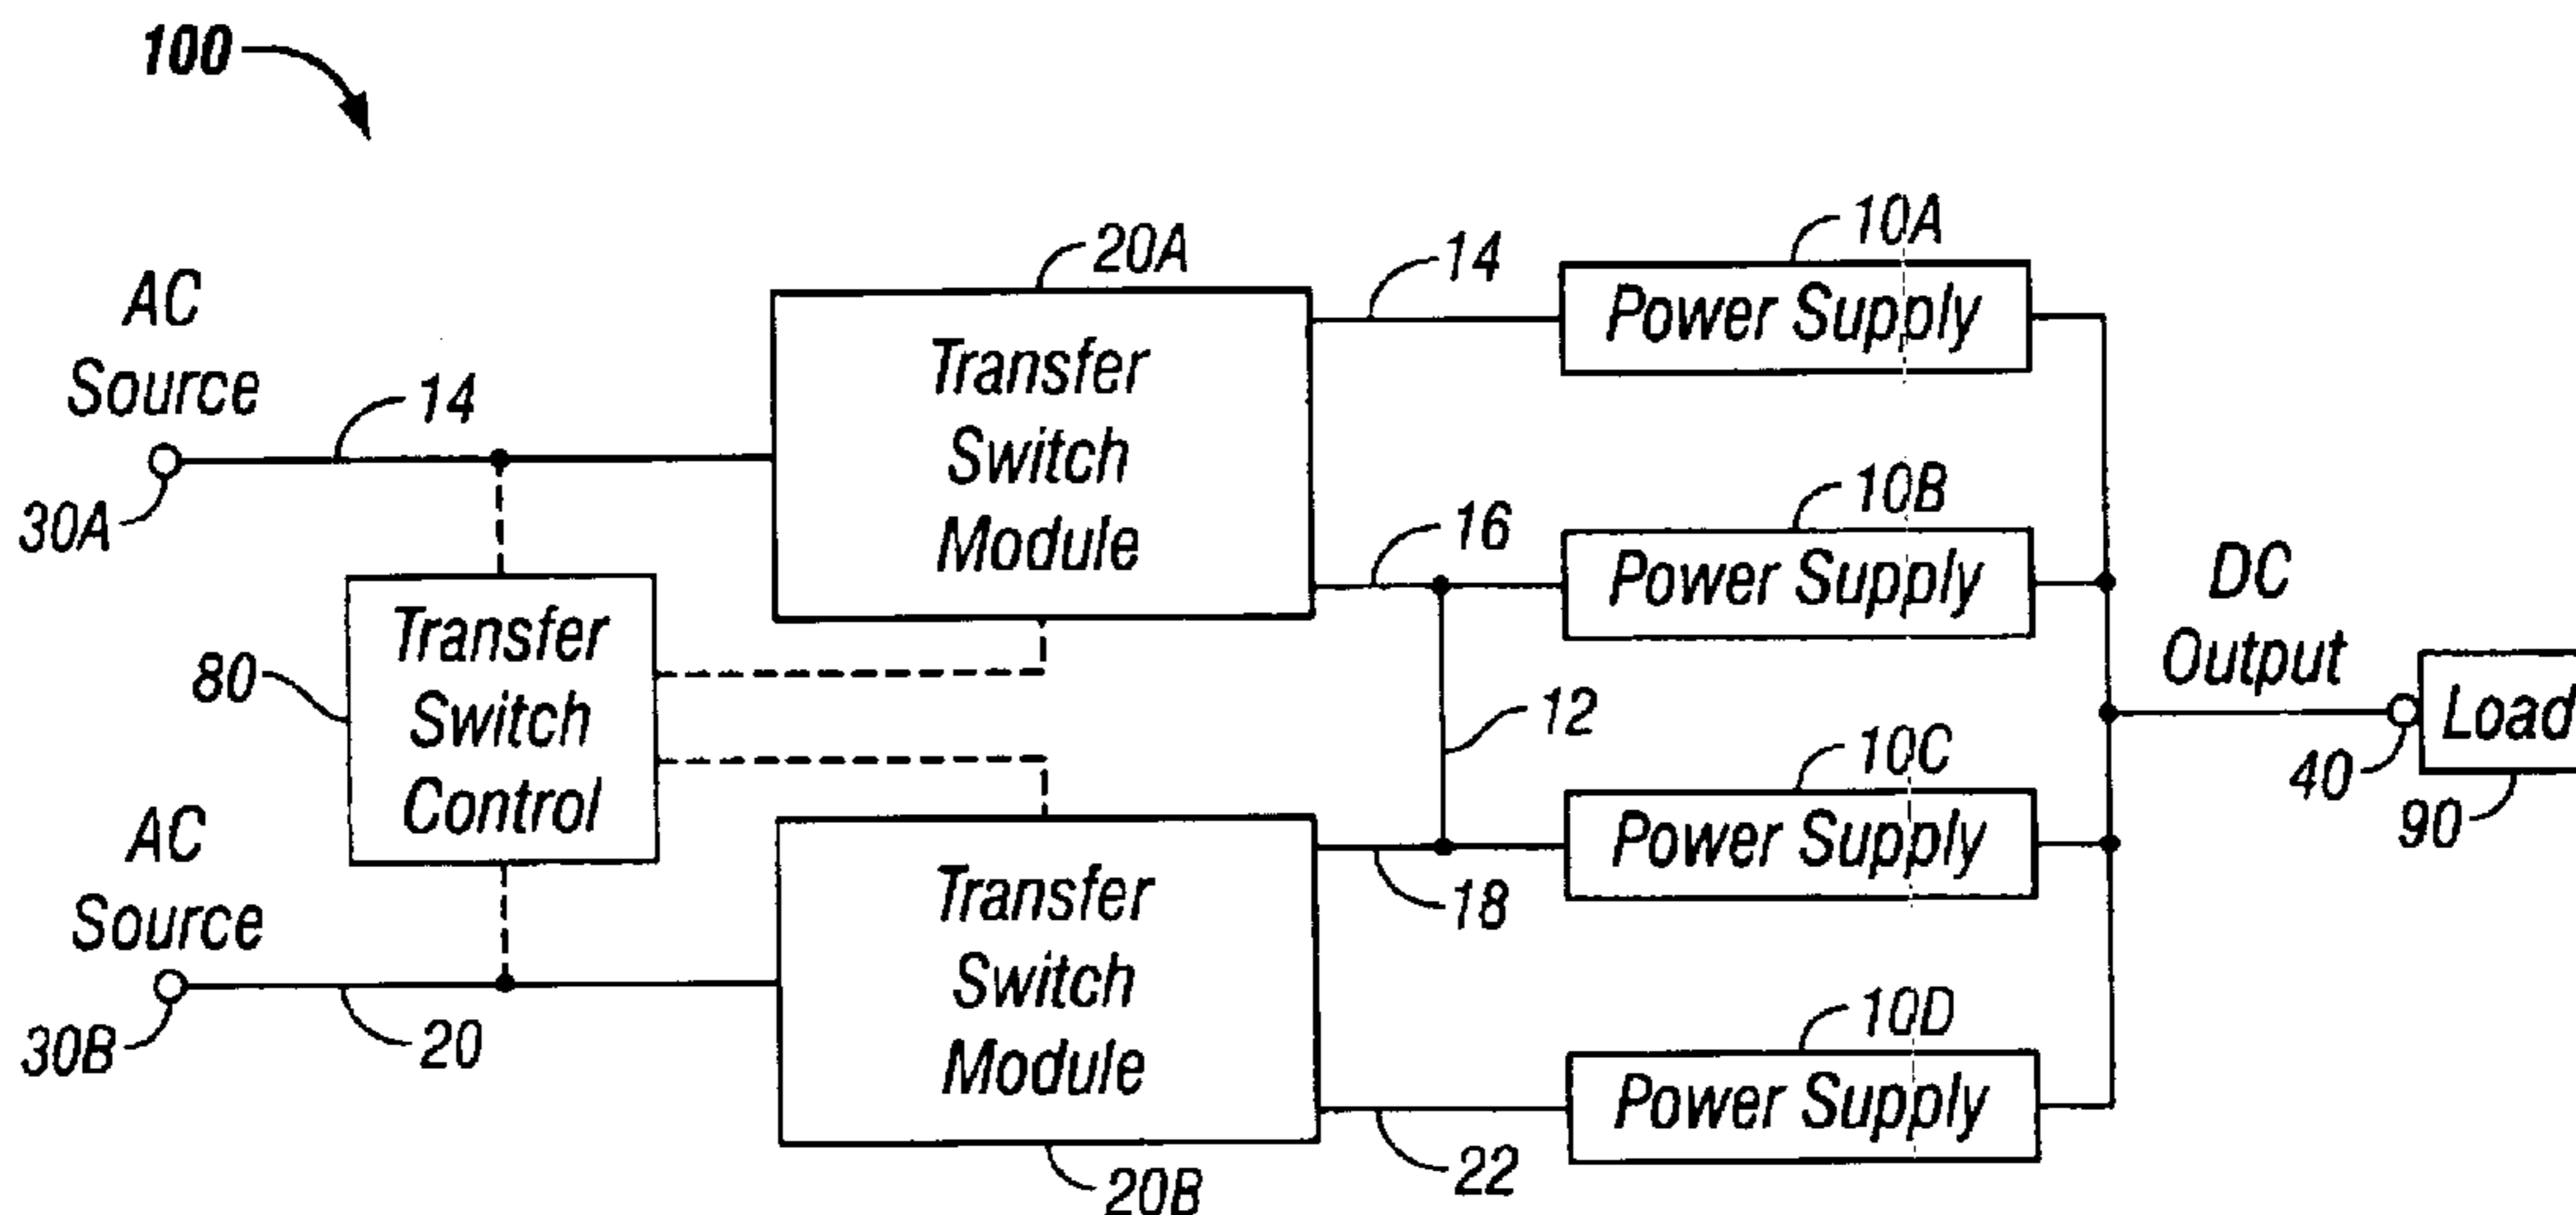 100
20A
14
10A
Power Supply
AC
Source
14
30A
Transfer
Switch
Module
16
10B
Power Supply
DC
Output
Load
40
90
80
Transfer
Switch
Control
12
10C
Power Supply
18
AC
Source
30B
20
Transfer
Switch
Module
20B
10D
Power Supply
22